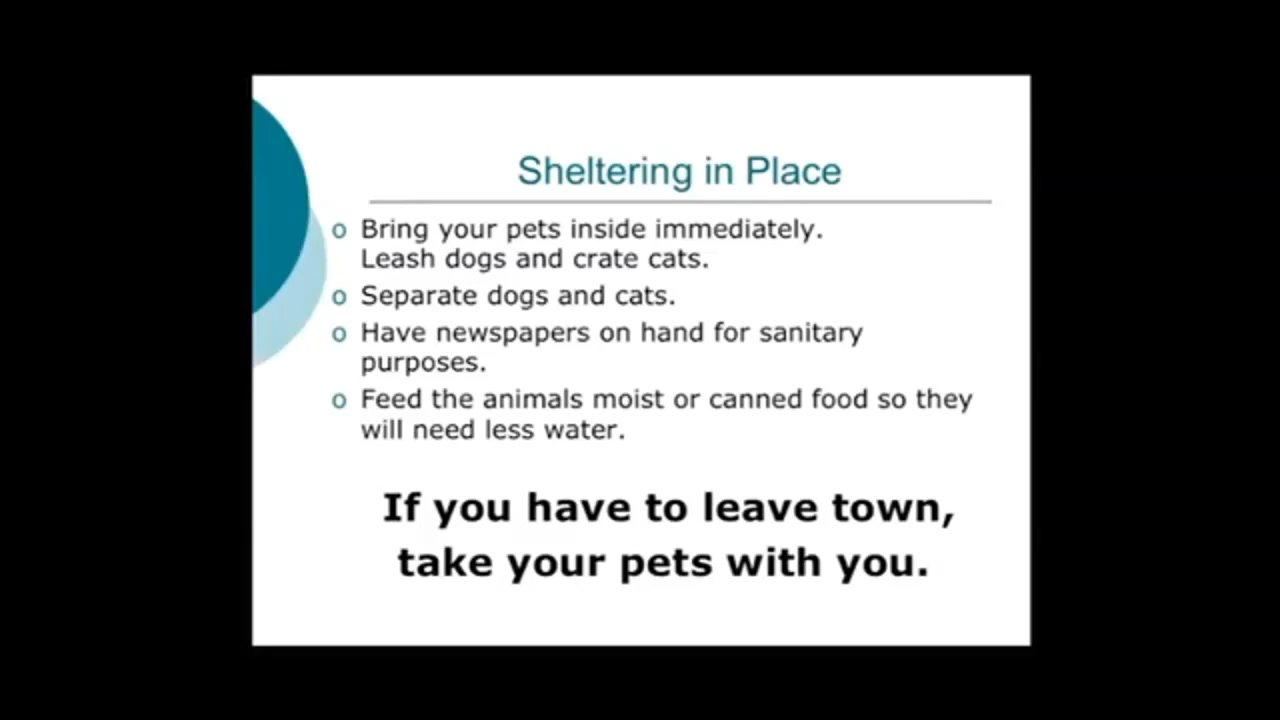 Sheltering in Place
o Bring your pets inside immediately.
Leash dogs and crate cats.
o Separate dogs and cats.
o Have newspapers on hand for sanitary
purposes.
o Feed the animals moist or canned food so they
will need less water.
If you have to leave town,
take your pets with you.